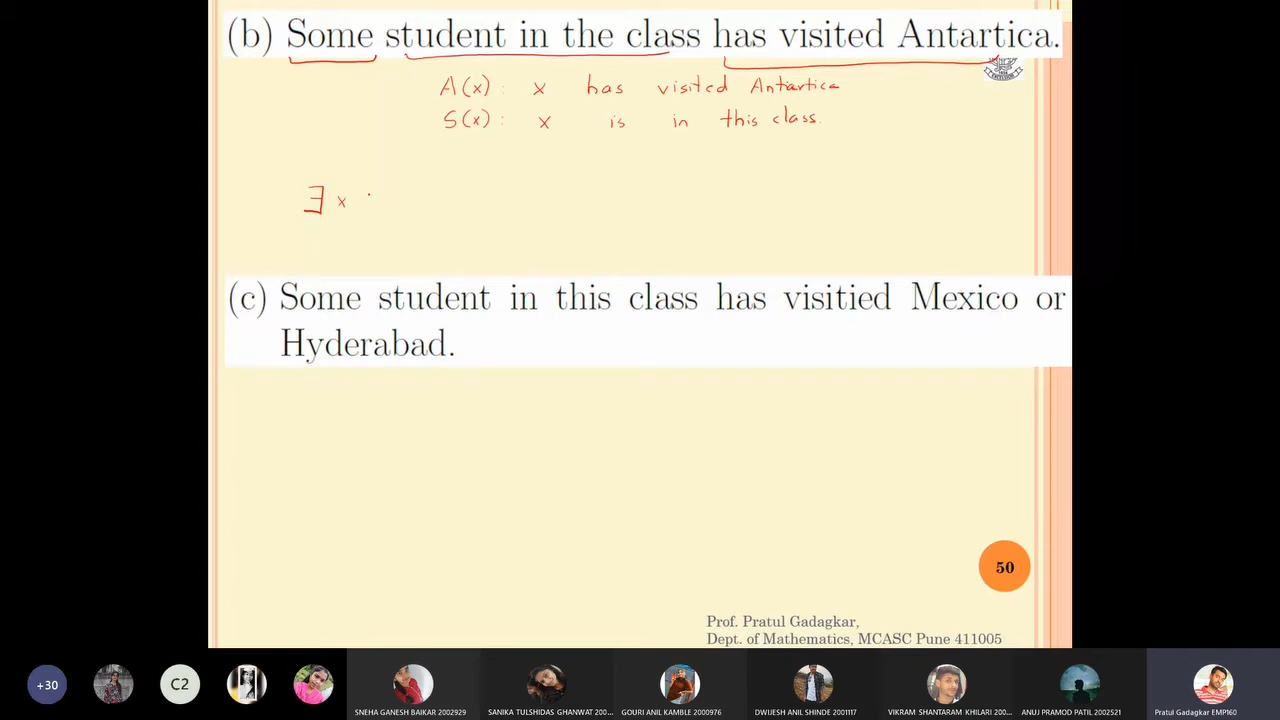 (b) Some student in the class has visited Antartica.
A(x) : x has visited Antartica
S(x) : x is in this class.
∃ x
(c) Some student in this class has visitied Mexico or
Hyderabad.
50
Prof. Pratul Gadagkar,
Dept. of Mathematics, MCASC Pune 411005
+30
C2
SNEHA GANESH BAIKAR 2002929
SANIKA TULSHIDAS GHANWAT 200...
GOURI ANIL KAMBLE 2000976
DWIJESH ANIL SHINDE 2001117
VIKRAM SHANTARAM KHILARI 200...
ANUJ PRAMOD PATIL 2002521
Pratul Gadagkar EMP160